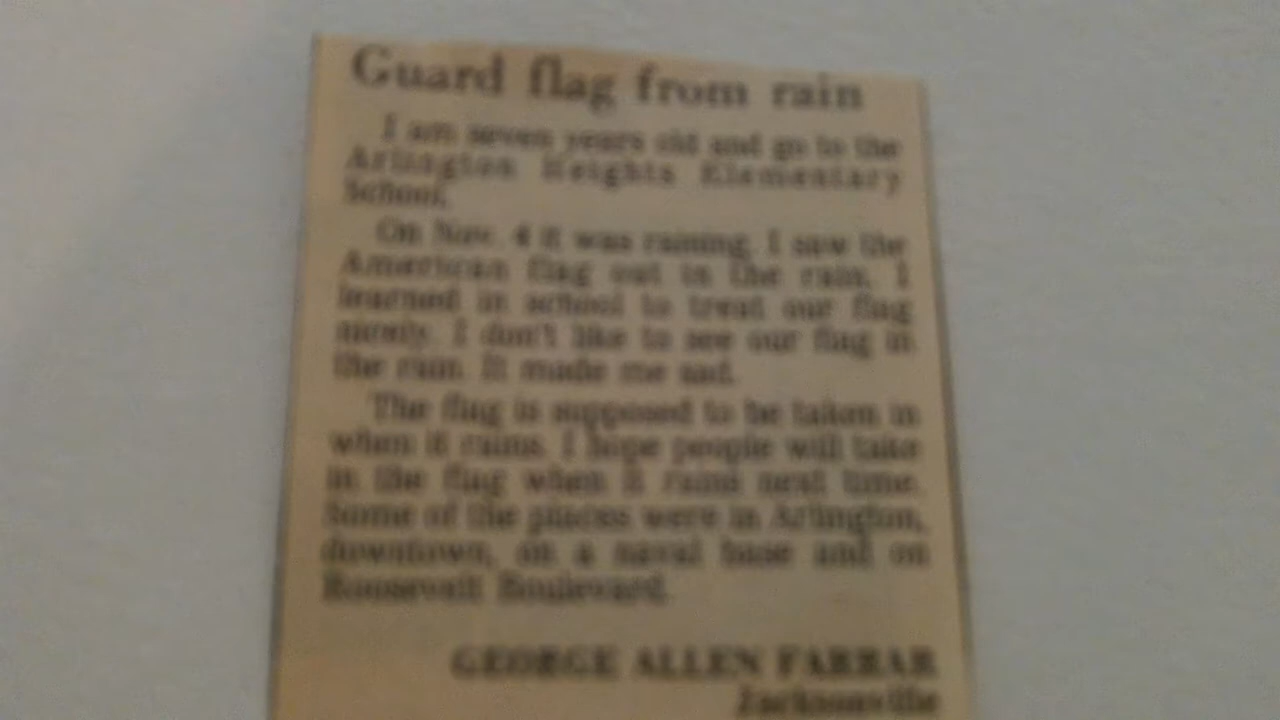 Guard flag from rain
I am seven years old and go to the
Arlington Heights Elementary
School.
On Nov. 4 it was raining. I saw the
American flag out in the rain. I
learned in school to treat our flag
nicely. I don't like to see our flag in
the rain. It made me sad.
The flag is supposed to be taken in
when it rains. I hope people will take
in the flag when it rains next time.
Some of the places were in Arlington,
downtown, on a naval base and on
Roosevelt Boulevard.
GEORGE ALLEN FARRAR
Jacksonville